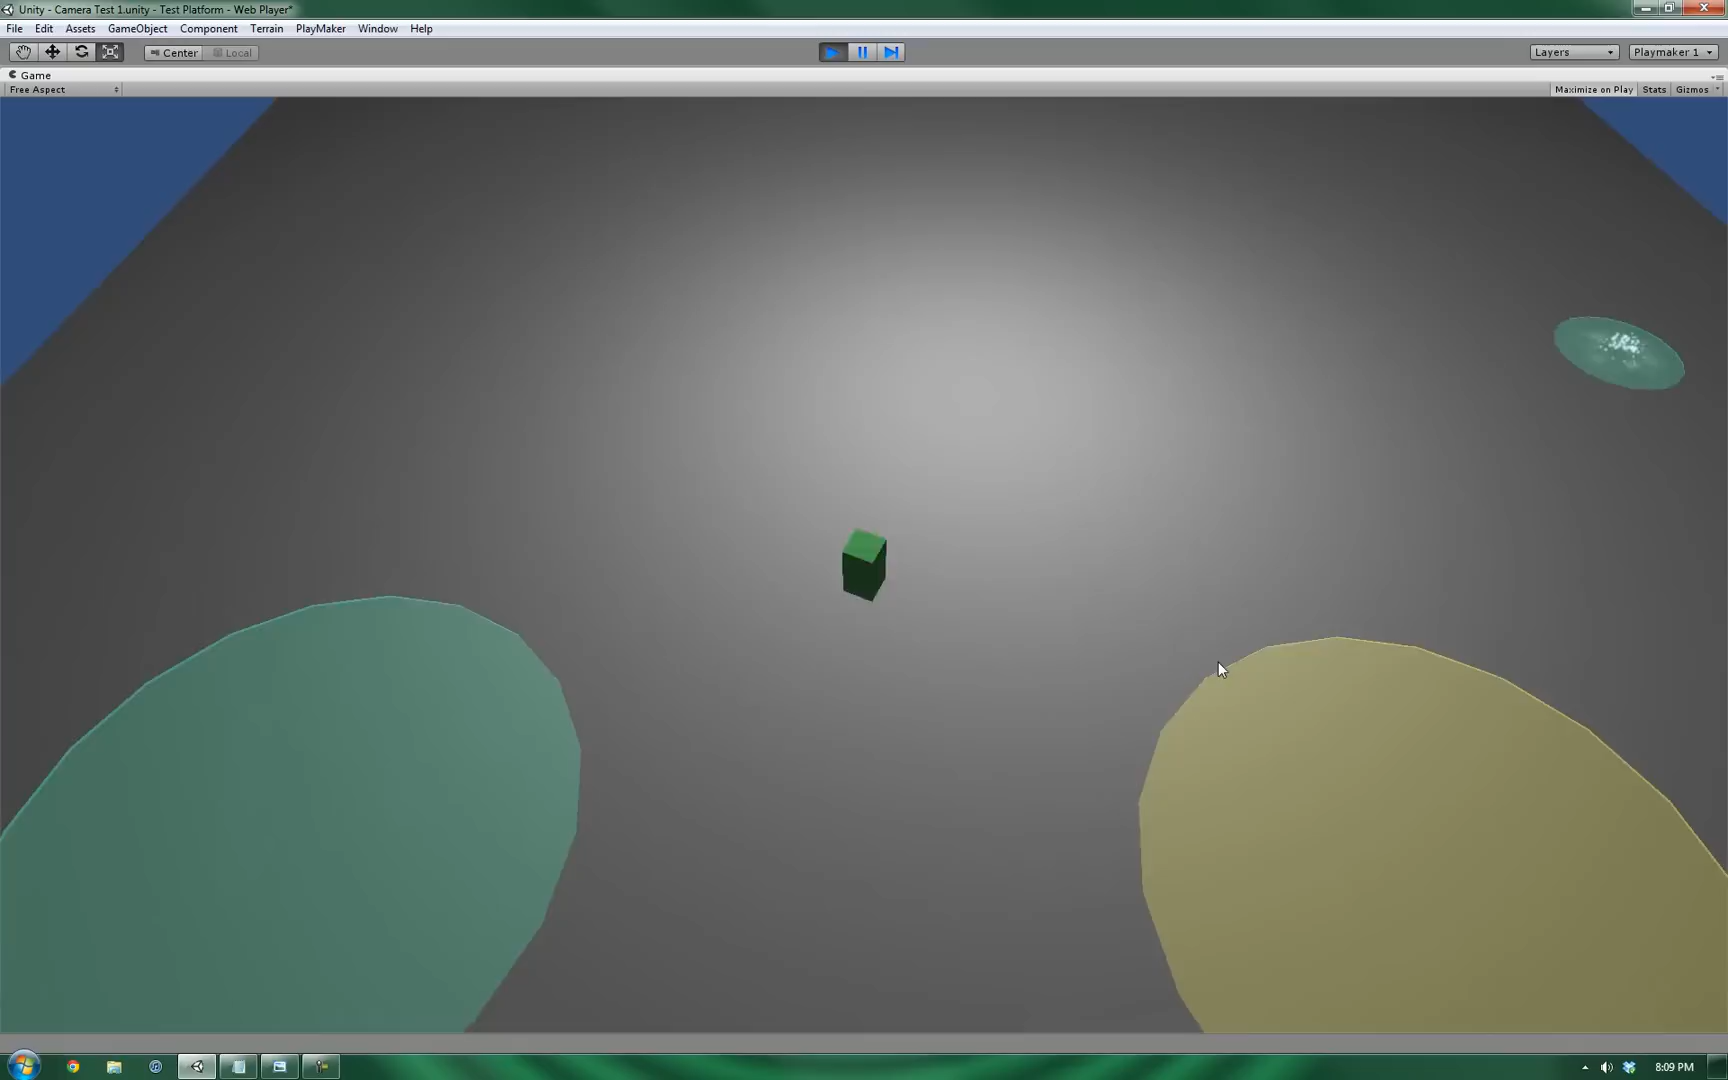 Unity - Camera Test 1.unity - Test Platform - Web Player*
File Edit Assets GameObject Component Terrain PlayMaker Window Help
Center Local Layers Playmaker 1
Game
Free Aspect Maximize on Play Stats Gizmos
8:09 PM